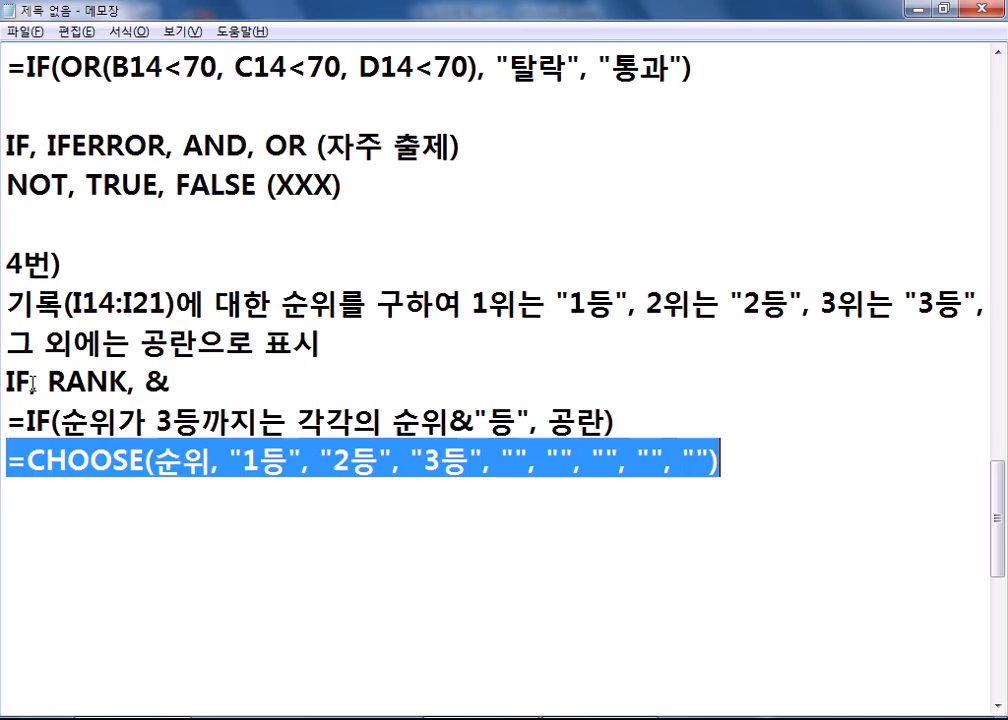 제목 없음 - 메모장
파일(F) 편집(E) 서식(O) 보기(V) 도움말(H)
=IF(OR(B14<70, C14<70, D14<70), "탈락", "통과")
IF, IFERROR, AND, OR (자주 출제)
NOT, TRUE, FALSE (XXX)
4번)
기록(I14:I21)에 대한 순위를 구하여 1위는 "1등", 2위는 "2등", 3위는 "3등",
그 외에는 공란으로 표시
IF, RANK, &
=IF(순위가 3등까지는 각각의 순위&"등", 공란)
=CHOOSE(순위, "1등", "2등", "3등", "", "", "", "", "")